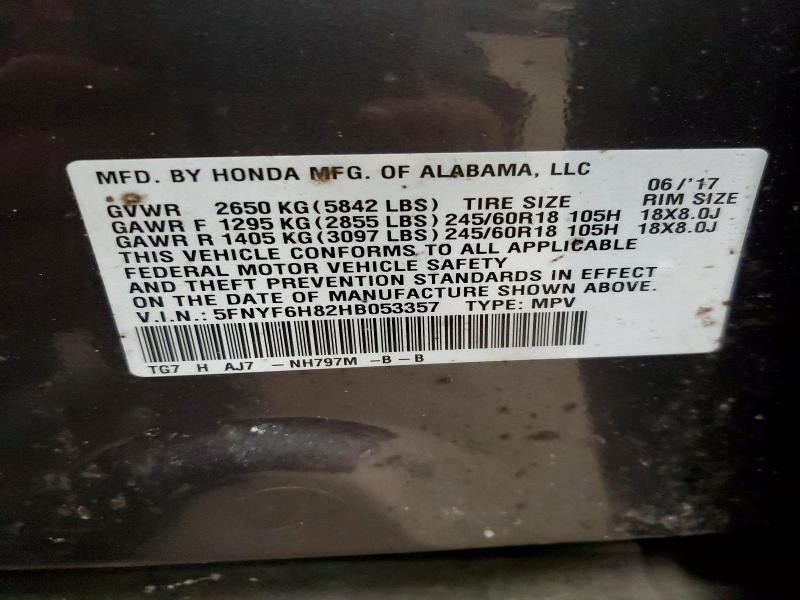 MFD. BY HONDA MFG. OF ALABAMA, LLC 06/'17
GVWR 2650 KG (5842 LBS) TIRE SIZE RIM SIZE
GAWR F 1295 KG (2855 LBS) 245/60R18 105H 18X8.0J
GAWR R 1405 KG (3097 LBS) 245/60R18 105H 18X8.0J
THIS VEHICLE CONFORMS TO ALL APPLICABLE
FEDERAL MOTOR VEHICLE SAFETY
AND THEFT PREVENTION STANDARDS IN EFFECT
ON THE DATE OF MANUFACTURE SHOWN ABOVE.
V.I.N.: 5FNYF6H82HB053357 TYPE: MPV
TG7 H AJ7 - NH797M - B - B